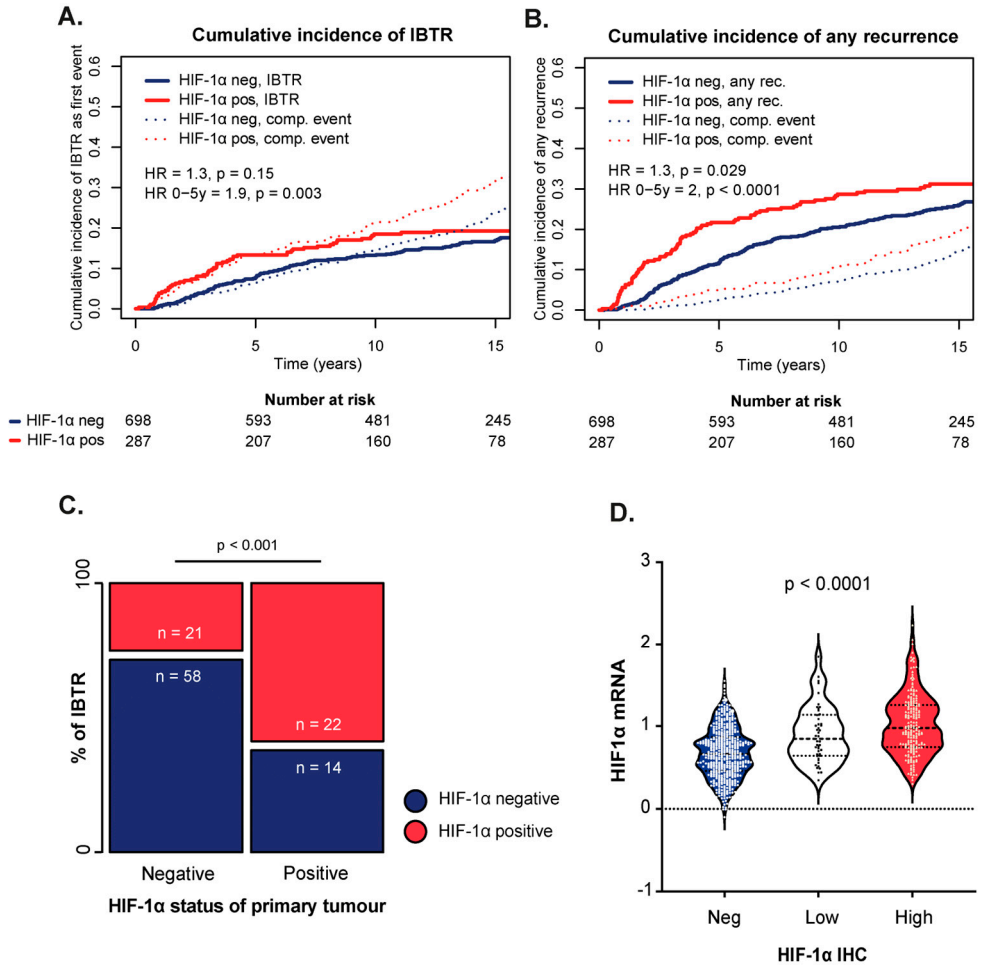 A.
Cumulative incidence of IBTR
Cumulative incidence of IBTR as first event
0.0 0.1 0.2 0.3 0.4 0.5 0.6
HIF-1α neg, IBTR
HIF-1α pos, IBTR
HIF-1α neg, comp. event
HIF-1α pos, comp. event
HR = 1.3, p = 0.15
HR 0−5y = 1.9, p = 0.003
0 5 10 15
Time (years)
Number at risk
HIF-1α neg 698 593 481 245
HIF-1α pos 287 207 160 78
B.
Cumulative incidence of any recurrence
Cumulative incidence of any recurrence
0.0 0.1 0.2 0.3 0.4 0.5 0.6
HIF-1α neg, any rec.
HIF-1α pos, any rec.
HIF-1α neg, comp. event
HIF-1α pos, comp. event
HR = 1.3, p = 0.029
HR 0−5y = 2, p < 0.0001
0 5 10 15
Time (years)
Number at risk
698 593 481 245
287 207 160 78
C.
p < 0.001
% of IBTR
100
0
n = 21
n = 58
n = 22
n = 14
HIF-1α negative
HIF-1α positive
Negative Positive
HIF-1α status of primary tumour
D.
p < 0.0001
HIF1α mRNA
3
2
1
0
-1
Neg Low High
HIF-1α IHC